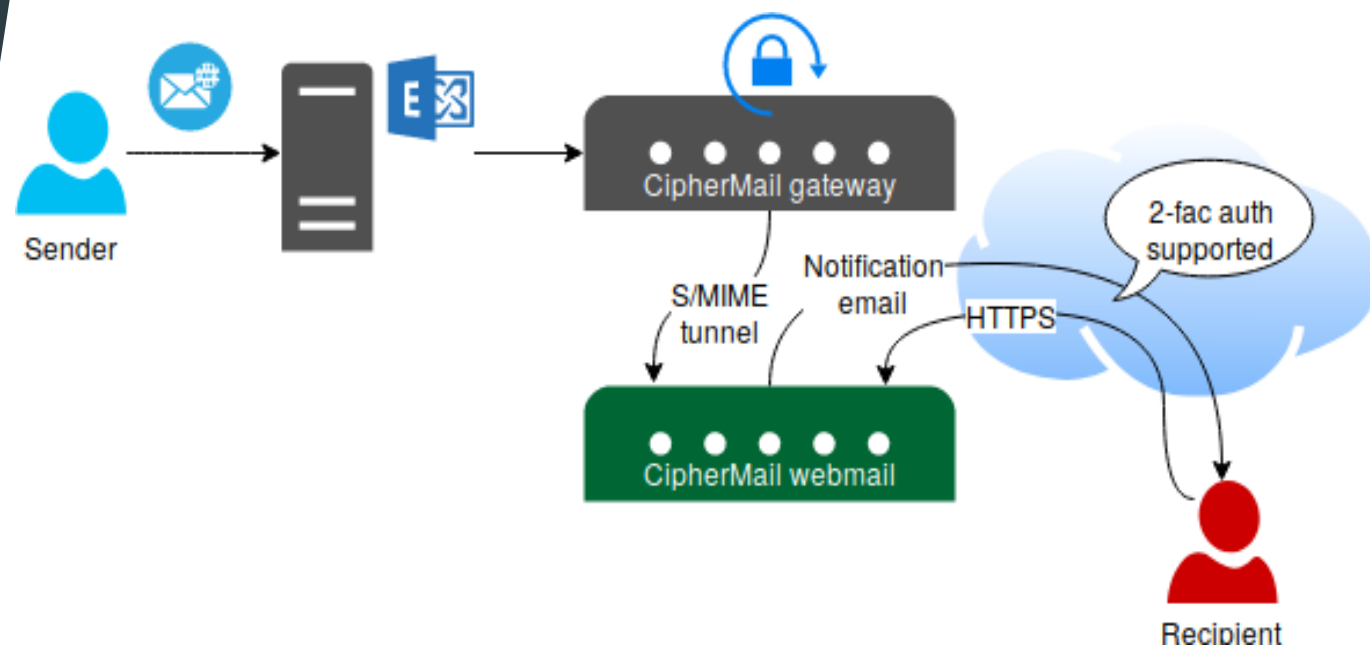 Sender
E
CipherMail gateway
2-fac auth
supported
Notification
email
S/MIME
tunnel
HTTPS
CipherMail webmail
Recipient